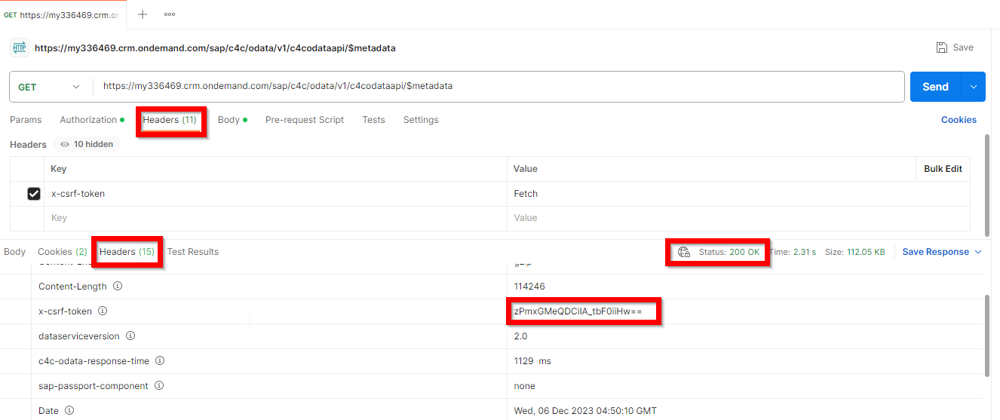 GET https://my336469.crm.on
HTTP https://my336469.crm.ondemand.com/sap/c4c/odata/v1/c4codataapi/$metadata Save
GET https://my336469.crm.ondemand.com/sap/c4c/odata/v1/c4codataapi/$metadata Send
Params Authorization Headers (11) Body Pre-request Script Tests Settings Cookies
Headers 10 hidden
Key Value Bulk Edit
x-csrf-token Fetch
Key Value
Body Cookies (2) Headers (15) Test Results Status: 200 OK Time: 2.31 s Size: 112.05 KB Save Response
Content-Length 114246
x-csrf-token zPmxGMeQDCiIA_tbF0iiHw==
dataserviceversion 2.0
c4c-odata-response-time 1129 ms
sap-passport-component none
Date Wed, 06 Dec 2023 04:50:10 GMT